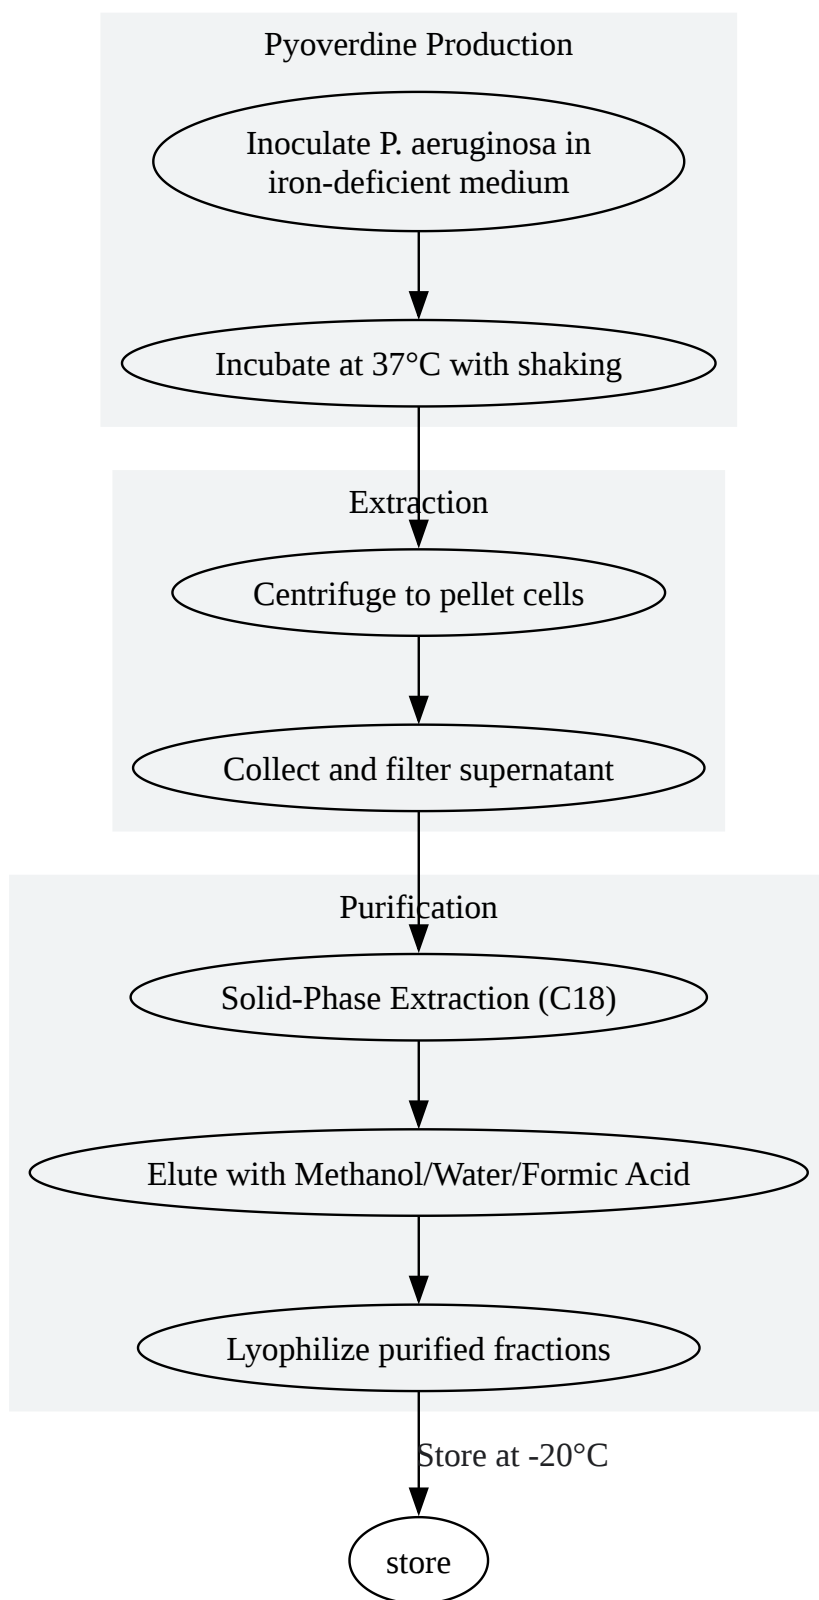 Pyoverdine Production
Inoculate P. aeruginosa in
iron-deficient medium
Incubate at 37°C with shaking
Extraction
Centrifuge to pellet cells
Collect and filter supernatant
Purification
Solid-Phase Extraction (C18)
Elute with Methanol/Water/Formic Acid
Lyophilize purified fractions
Store at -20°C
store